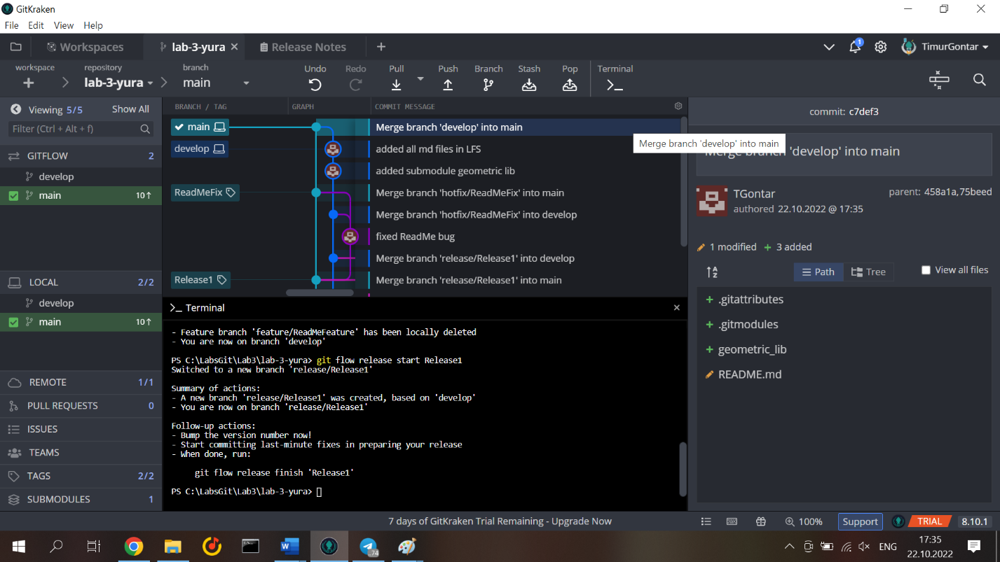 GitKraken
File Edit View Help
Workspaces
lab-3-yura
Release Notes
TimurGontar
1
workspace
repository
lab-3-yura
branch
main
Undo
Redo
Pull
Push
Branch
Stash
Pop
Terminal
Viewing 5/5 Show All
Filter (Ctrl + Alt + f)
GITFLOW 2
develop
main 10↑
LOCAL 2/2
develop
main 10↑
REMOTE 1/1
PULL REQUESTS 0
ISSUES
TEAMS
TAGS 2/2
SUBMODULES 1
BRANCH / TAG GRAPH COMMIT MESSAGE
main Merge branch 'develop' into main
develop added all md files in LFS
added submodule geometric lib
ReadMeFix Merge branch 'hotfix/ReadMeFix' into main
Merge branch 'hotfix/ReadMeFix' into develop
fixed ReadMe bug
Merge branch 'release/Release1' into develop
Release1 Merge branch 'release/Release1' into main
Terminal
- Feature branch 'feature/ReadMeFeature' has been locally deleted
- You are now on branch 'develop'
PS C:\LabsGit\Lab3\lab-3-yura> git flow release start Release1
Switched to a new branch 'release/Release1'
Summary of actions:
- A new branch 'release/Release1' was created, based on 'develop'
- You are now on branch 'release/Release1'
Follow-up actions:
- Bump the version number now!
- Start committing last-minute fixes in preparing your release
- When done, run:
git flow release finish 'Release1'
PS C:\LabsGit\Lab3\lab-3-yura>
commit: c7def3
Merge branch 'develop' into main
Merge branch 'develop' into main
TGontar
authored 22.10.2022 @ 17:35
parent: 458a1a,75beed
1 modified + 3 added
Path Tree View all files
+ .gitattributes
+ .gitmodules
+ geometric_lib
README.md
7 days of GitKraken Trial Remaining - Upgrade Now
100% Support TRIAL 8.10.1
74
ENG
17:35
22.10.2022